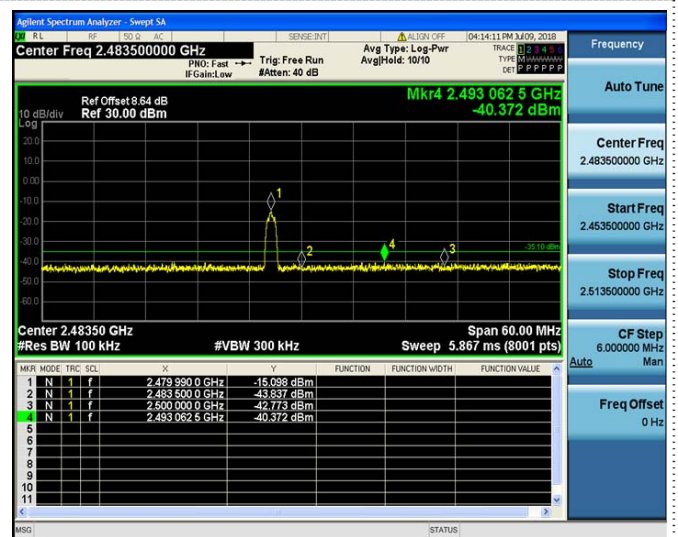 Agilent Spectrum Analyzer - Swept SA
RL RF 50 Ω AC SENSE:INT ALIGN OFF 04:14:11 PM Jul 09, 2018
Center Freq 2.483500000 GHz
PNO: Fast Trig: Free Run
IFGain:Low #Atten: 40 dB
Avg Type: Log-Pwr
Avg|Hold: 10/10
TRACE 1 2 3 4 5 6
TYPE M
DET P P P P P P
Ref Offset 8.64 dB
10 dB/div Ref 30.00 dBm
Log
Mkr4 2.493 062 5 GHz
-40.372 dBm
20.0
10.0
0.00
-10.0
-20.0
-30.0
-40.0
-50.0
-60.0
1
2
4
3
-35.10 dBm
Center 2.48350 GHz Span 60.00 MHz
#Res BW 100 kHz #VBW 300 kHz Sweep 5.867 ms (8001 pts)
MKR MODE TRC SCL X Y FUNCTION FUNCTION WIDTH FUNCTION VALUE
1 N 1 f 2.479 990 0 GHz -15.098 dBm
2 N 1 f 2.483 500 0 GHz -43.837 dBm
3 N 1 f 2.500 000 0 GHz -42.773 dBm
4 N 1 f 2.493 062 5 GHz -40.372 dBm
5
6
7
8
9
10
11
MSG STATUS
Frequency
Auto Tune
Center Freq
2.483500000 GHz
Start Freq
2.453500000 GHz
Stop Freq
2.513500000 GHz
CF Step
6.000000 MHz
Auto Man
Freq Offset
0 Hz